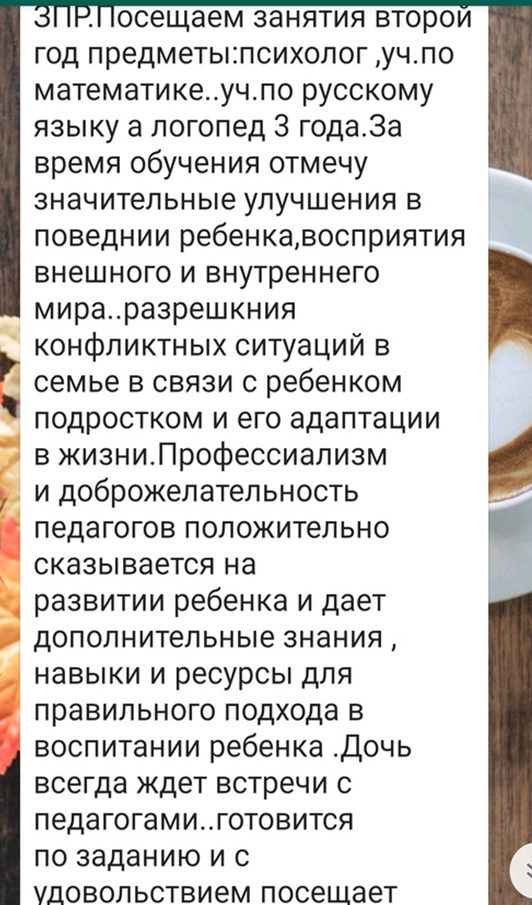 ЗПР.Посещаем занятия второй
год предметы:психолог ,уч.по
математике..уч.по русскому
языку а логопед 3 года.За
время обучения отмечу
значительные улучшения в
поведнии ребенка,восприятия
внешного и внутреннего
мира..разрешкния
конфликтных ситуаций в
семье в связи с ребенком
подростком и его адаптации
в жизни.Профессиализм
и доброжелательность
педагогов положительно
сказывается на
развитии ребенка и дает
дополнительные знания ,
навыки и ресурсы для
правильного подхода в
воспитании ребенка .Дочь
всегда ждет встречи с
педагогами..готовится
по заданию и с
удовольствием посещает